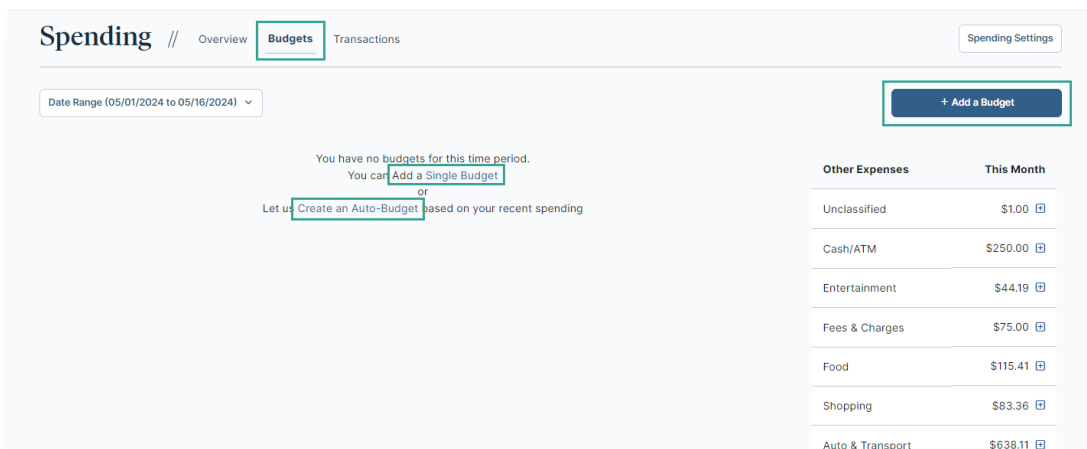 Spending // Overview Budgets Transactions Spending Settings
Date Range (05/01/2024 to 05/16/2024) + Add a Budget
You have no budgets for this time period.
You can Add a Single Budget
or
Let us Create an Auto-Budget based on your recent spending
Other Expenses This Month
Unclassified $1.00
Cash/ATM $250.00
Entertainment $44.19
Fees & Charges $75.00
Food $115.41
Shopping $83.36
Auto & Transport $638.11